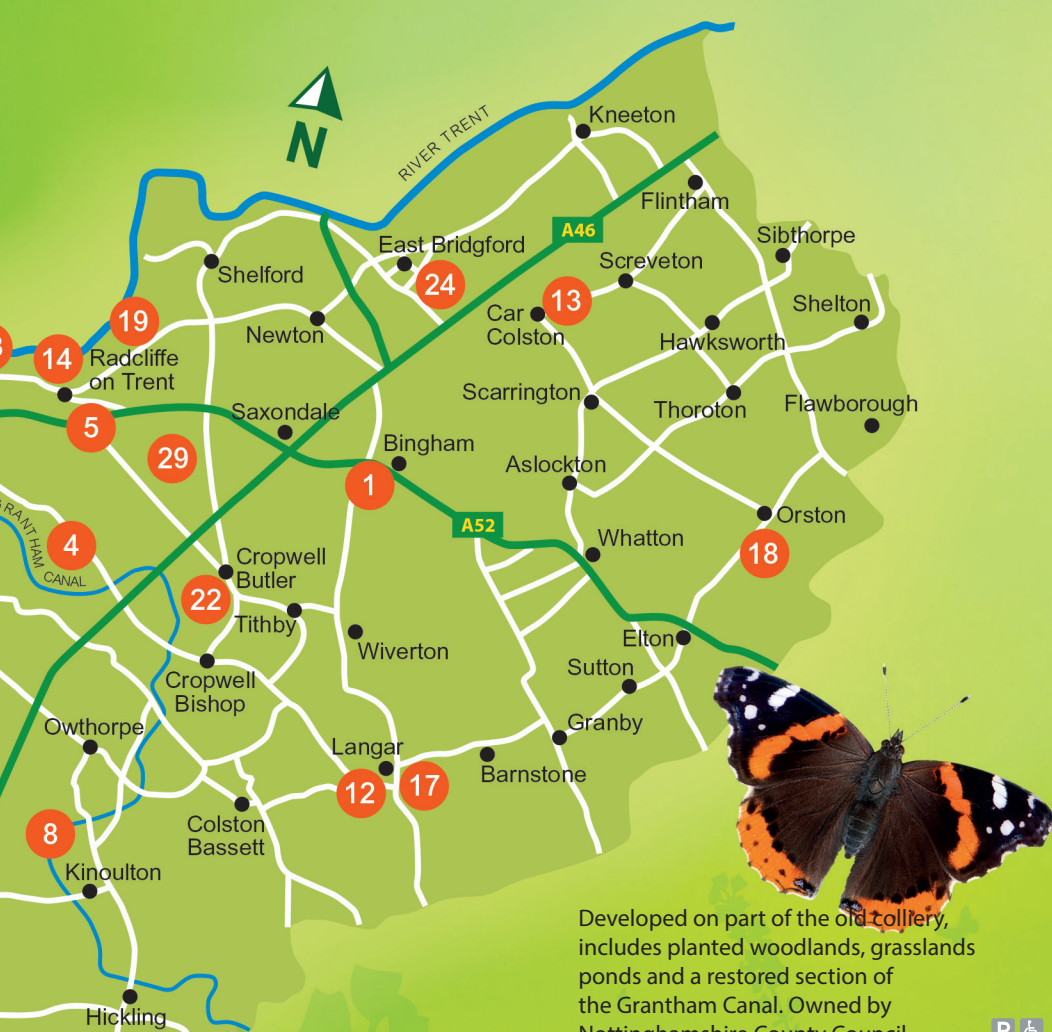 N
RIVER TRENT
Kneeton
Flintham
A46
Sibthorpe
East Bridgford
Screveton
Shelford
24
13
Shelton
19
Newton
Car
Colston
Hawksworth
14
Radcliffe
on Trent
Scarrington
Thoroton
Flawborough
5
Saxondale
29
Bingham
1
Aslockton
A52
Orston
4
CANAL
Whatton
18
Cropwell
Butler
22
Tithby
Elton
Wiverton
Sutton
Cropwell
Bishop
Granby
Owthorpe
Langar
Barnstone
12
17
8
Colston
Bassett
Kinoulton
Hickling
Developed on part of the old colliery,
includes planted woodlands, grasslands
ponds and a restored section of
the Grantham Canal. Owned by
Nottinghamshire County Council
P